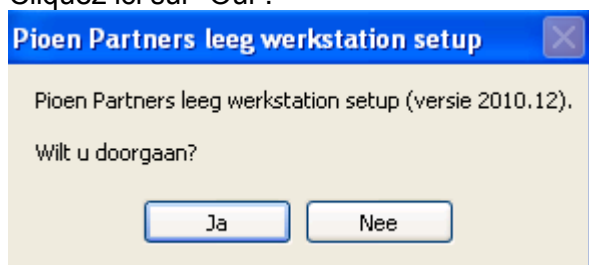 Cliquez ici sur "Oui".
Pioen Partners leeg werkstation setup
Pioen Partners leeg werkstation setup (versie 2010.12).
Wilt u doorgaan?
Ja
Nee